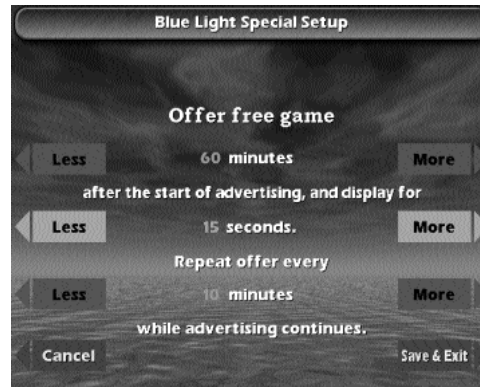 Blue Light Special Setup
Offer free game
Less 60 minutes More
after the start of advertising, and display for
Less 15 seconds. More
Repeat offer every
Less 10 minutes More
while advertising continues.
Cancel Save & Exit